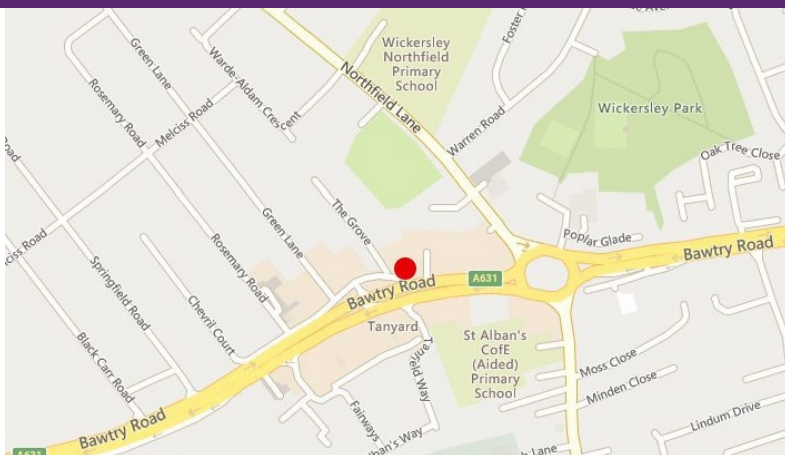 Wickersley
Northfield
Primary
School
Green Lane
Warde-Aldam Crescent
Rosemary Road
Melciss Road
Northfield Lane
Foster
Warren Road
Wickersley Park
Oak Tree Close
Road
The Grove
Green Lane
Rosemary Road
Poplar Glade
Bawtry Road
ciss Road
Springfield Road
Chevril Court
Bawtry Road
A631
Tanyard
St Alban's
CofE
(Aided)
Primary
School
Black Carr Road
Moss Close
Minden Close
Lindum Drive
Fairways
Bawtry Road
lban's Way
h Lane
A631